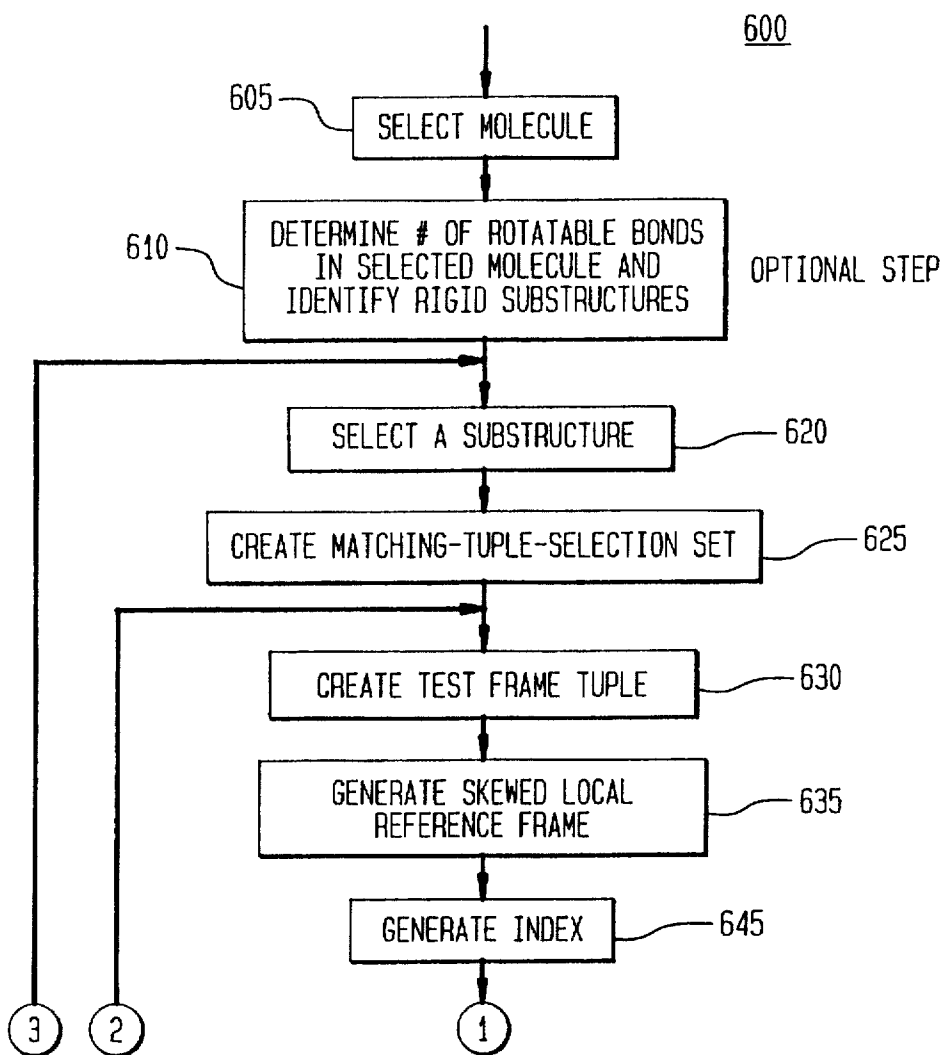 600
605
SELECT MOLECULE
610
DETERMINE # OF ROTATABLE BONDS
IN SELECTED MOLECULE AND
IDENTIFY RIGID SUBSTRUCTURES
OPTIONAL STEP
SELECT A SUBSTRUCTURE
620
CREATE MATCHING-TUPLE-SELECTION SET
625
CREATE TEST FRAME TUPLE
630
GENERATE SKEWED LOCAL
REFERENCE FRAME
635
GENERATE INDEX
645
3
2
1